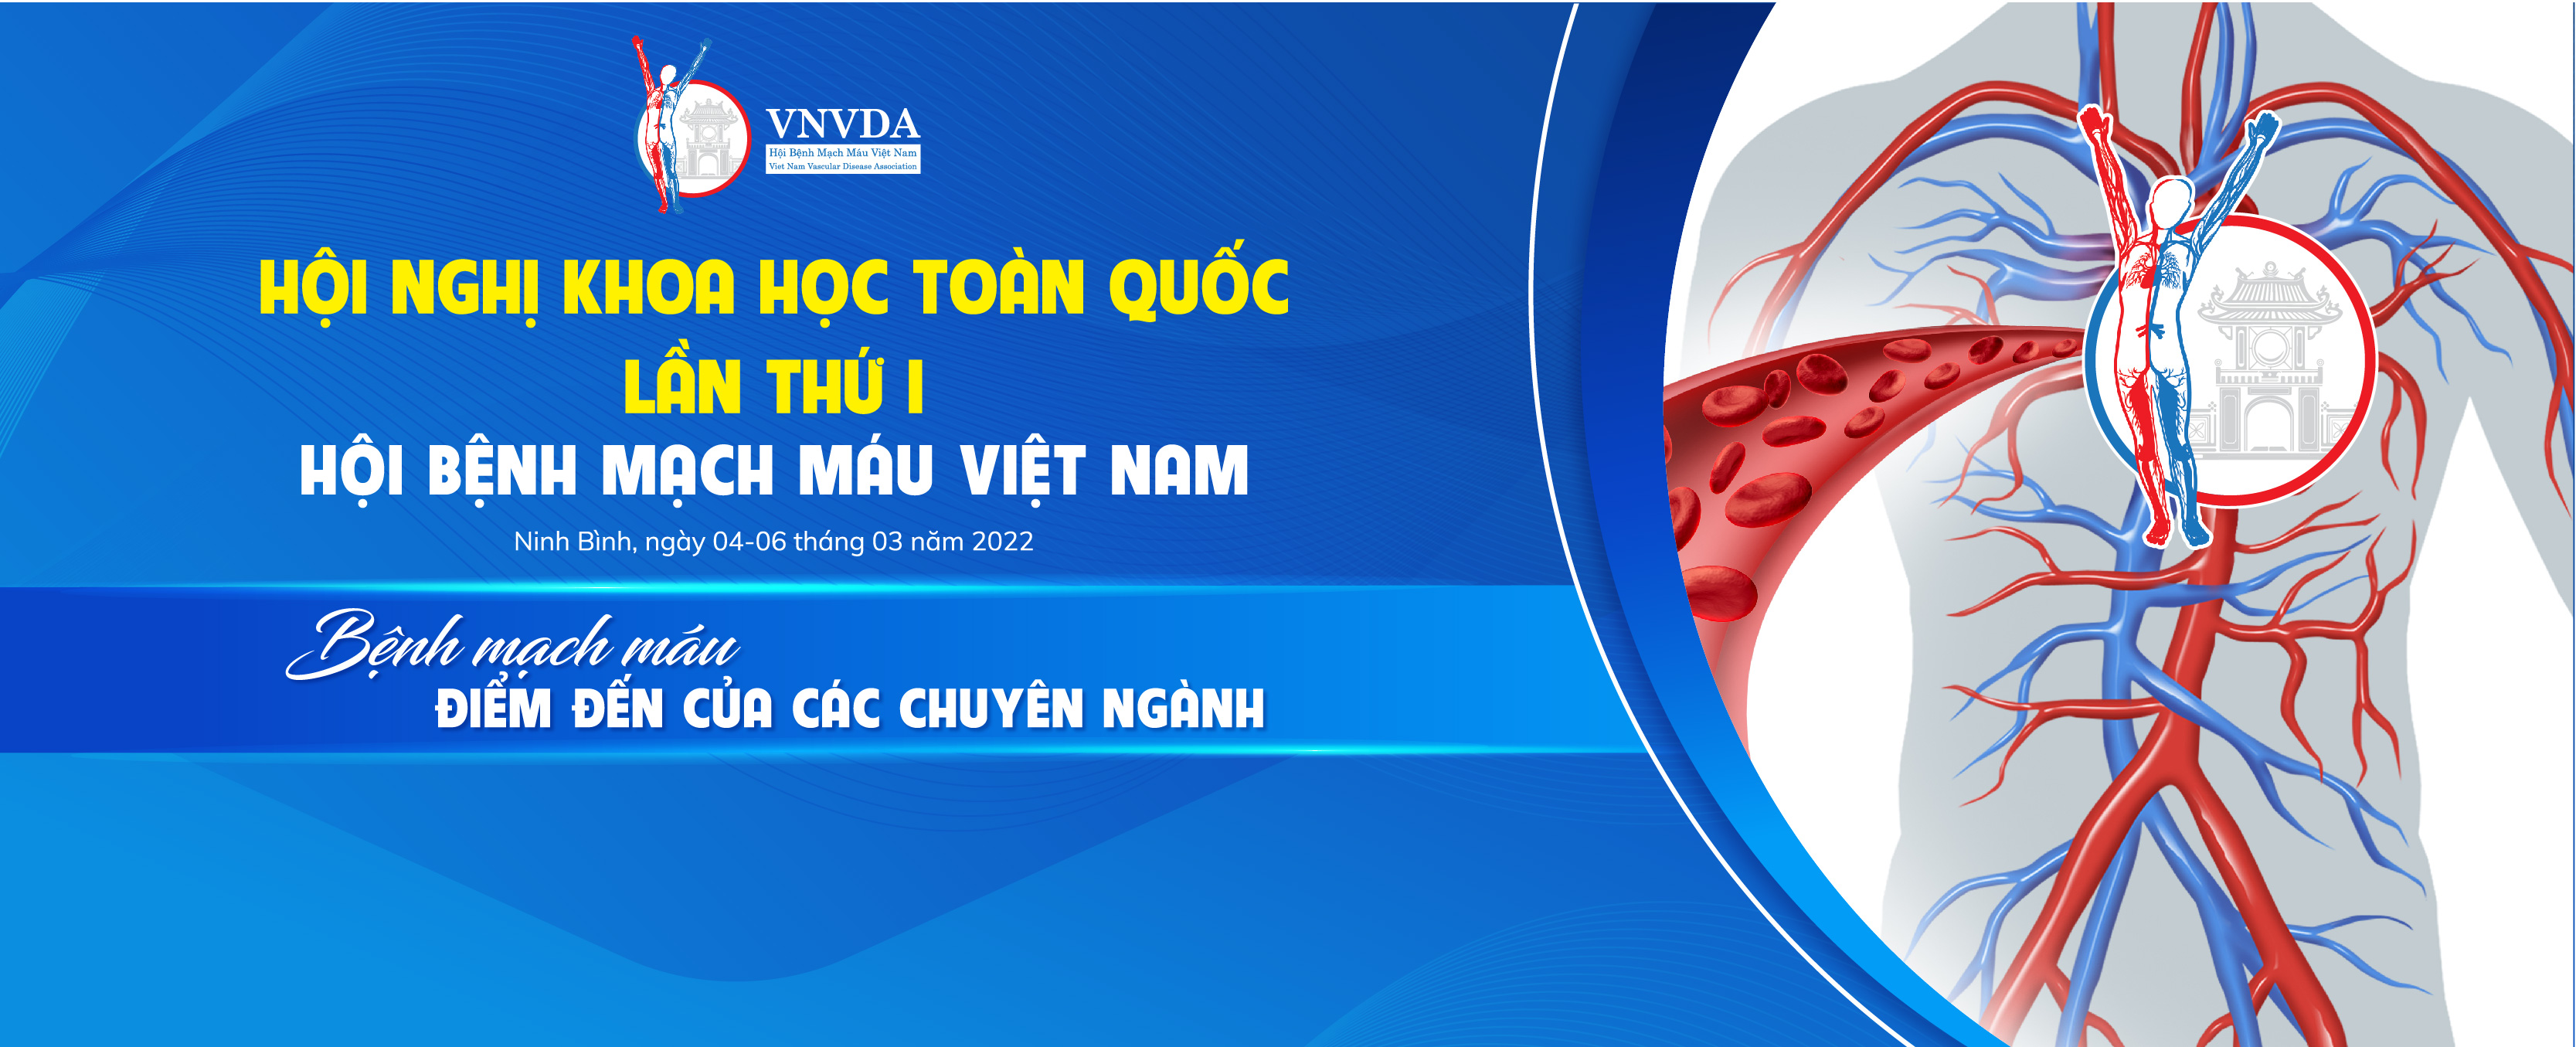 VNVDA
Hội Bệnh Mạch Máu Việt Nam
Viet Nam Vascular Disease Association
HỘI NGHỊ KHOA HỌC TOÀN QUỐC
LẦN THỨ I
HỘI BỆNH MẠCH MÁU VIỆT NAM
Ninh Bình, ngày 04-06 tháng 03 năm 2022
Bệnh mạch máu
ĐIỂM ĐẾN CỦA CÁC CHUYÊN NGÀNH